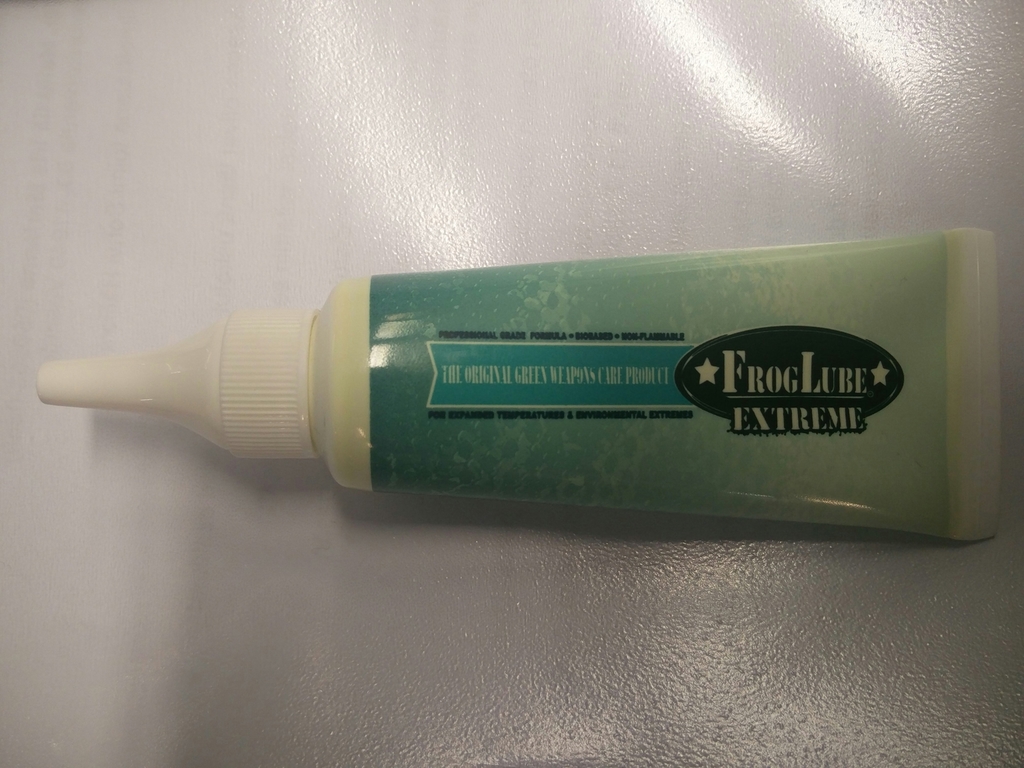 PROFESSIONAL GRADE FORMULA • BIOBASED • NON-FLAMMABLE
THE ORIGINAL GREEN WEAPONS CARE PRODUCT
FOR EXPANDED TEMPERATURES & ENVIRONMENTAL EXTREMES
FROGLUBE®
EXTREME